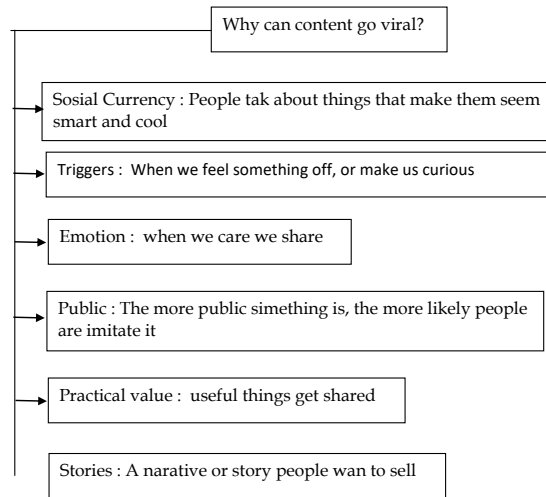 Why can content go viral?
Sosial Currency : People tak about things that make them seem
smart and cool
Triggers : When we feel something off, or make us curious
Emotion : when we care we share
Public : The more public simething is, the more likely people
are imitate it
Practical value : useful things get shared
Stories : A narative or story people wan to sell